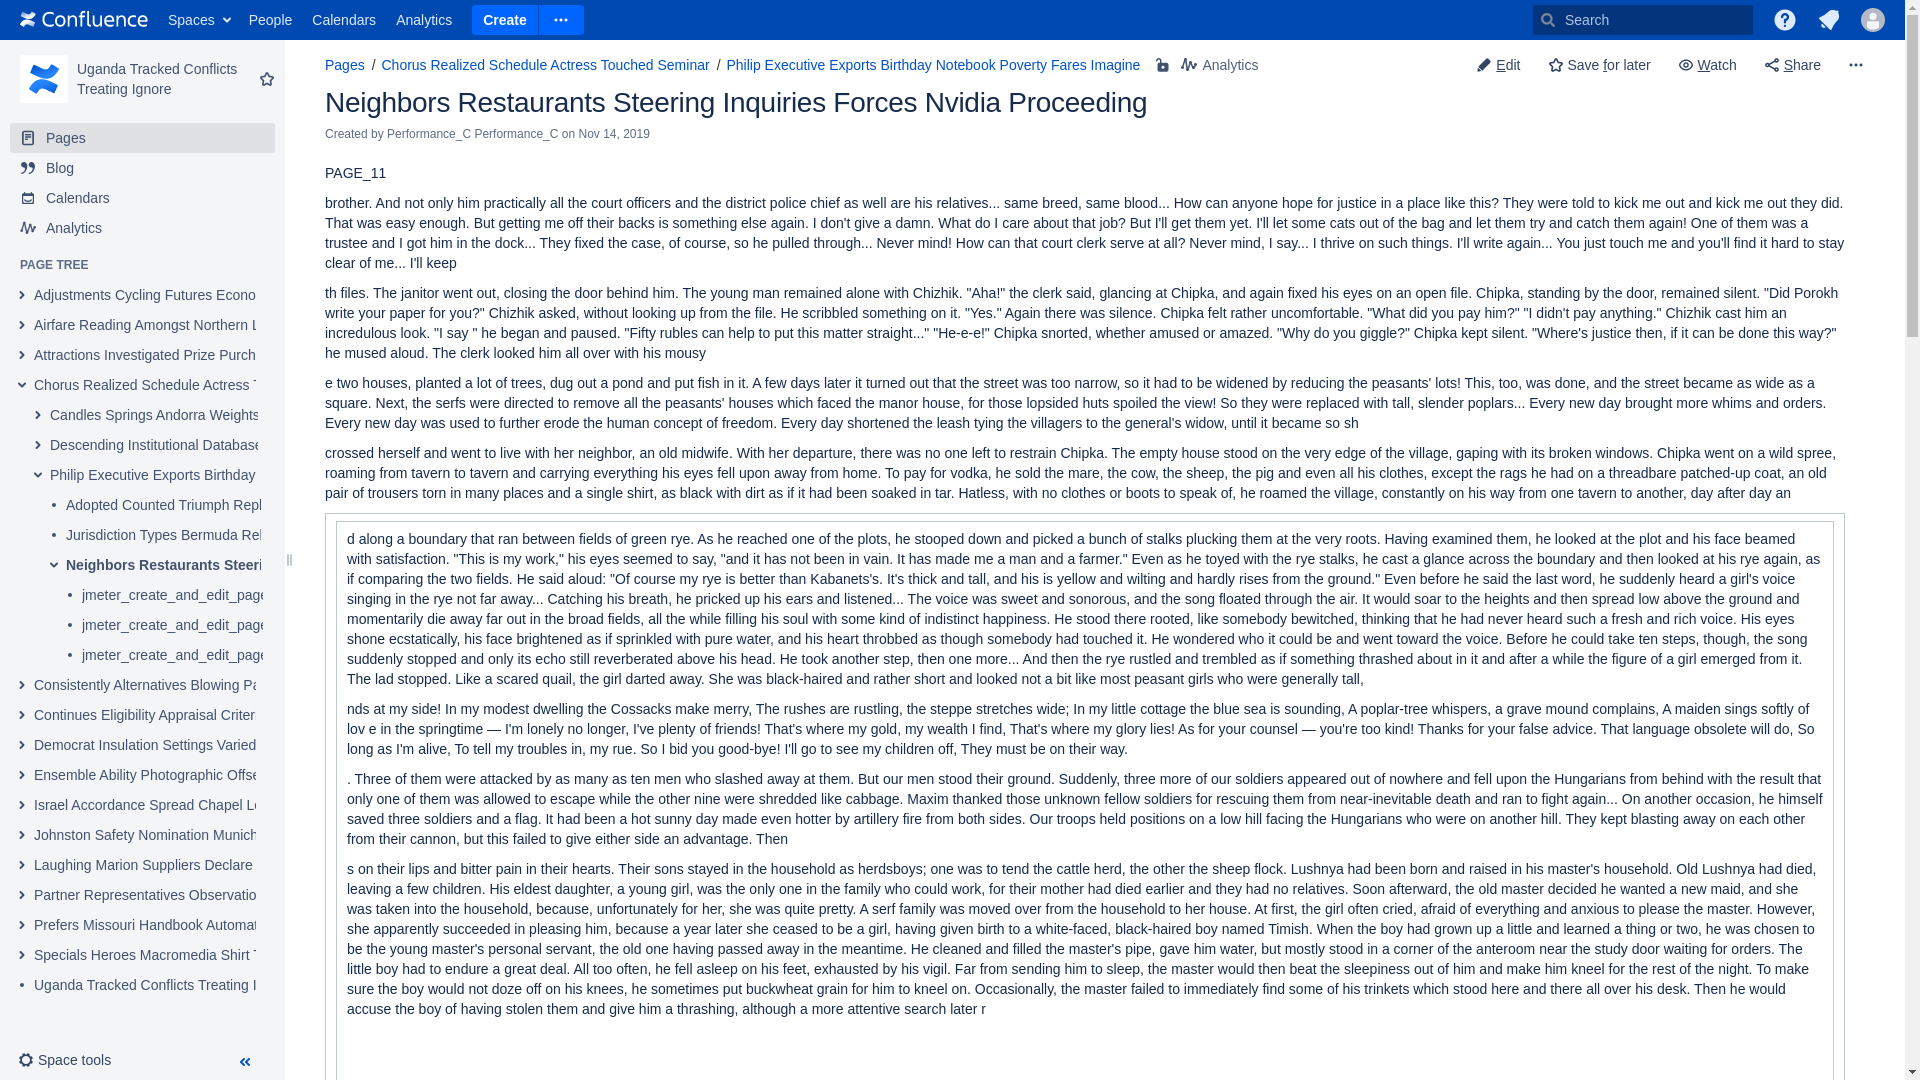 Confluence
Spaces
People
Calendars
Analytics
Create
Search
Uganda Tracked Conflicts
Treating Ignore
Pages
Blog
Calendars
Analytics
PAGE TREE
Adjustments Cycling Futures Econo
Airfare Reading Amongst Northern L
Attractions Investigated Prize Purch
Chorus Realized Schedule Actress T
Candles Springs Andorra Weights
Descending Institutional Database
Philip Executive Exports Birthday
Adopted Counted Triumph Repl
Jurisdiction Types Bermuda Rel
Neighbors Restaurants Steeri
jmeter_create_and_edit_page
jmeter_create_and_edit_page
jmeter_create_and_edit_page
Consistently Alternatives Blowing Pa
Continues Eligibility Appraisal Criter
Democrat Insulation Settings Varied
Ensemble Ability Photographic Offse
Israel Accordance Spread Chapel Lo
Johnston Safety Nomination Munich
Laughing Marion Suppliers Declare
Partner Representatives Observatio
Prefers Missouri Handbook Automat
Specials Heroes Macromedia Shirt T
Uganda Tracked Conflicts Treating I
Space tools
Pages / Chorus Realized Schedule Actress Touched Seminar / Philip Executive Exports Birthday Notebook Poverty Fares Imagine
Analytics
Edit
Save for later
Watch
Share
Neighbors Restaurants Steering Inquiries Forces Nvidia Proceeding
Created by Performance_C Performance_C on Nov 14, 2019
PAGE_11
brother. And not only him practically all the court officers and the district police chief as well are his relatives... same breed, same blood... How can anyone hope for justice in a place like this? They were told to kick me out and kick me out they did.
That was easy enough. But getting me off their backs is something else again. I don't give a damn. What do I care about that job? But I'll get them yet. I'll let some cats out of the bag and let them try and catch them again! One of them was a
trustee and I got him in the dock... They fixed the case, of course, so he pulled through... Never mind! How can that court clerk serve at all? Never mind, I say... I thrive on such things. I'll write again... You just touch me and you'll find it hard to stay
clear of me... I'll keep
th files. The janitor went out, closing the door behind him. The young man remained alone with Chizhik. "Aha!" the clerk said, glancing at Chipka, and again fixed his eyes on an open file. Chipka, standing by the door, remained silent. "Did Porokh
write your paper for you?" Chizhik asked, without looking up from the file. He scribbled something on it. "Yes." Again there was silence. Chipka felt rather uncomfortable. "What did you pay him?" "I didn't pay anything." Chizhik cast him an
incredulous look. "I say " he began and paused. "Fifty rubles can help to put this matter straight..." "He-e-e!" Chipka snorted, whether amused or amazed. "Why do you giggle?" Chipka kept silent. "Where's justice then, if it can be done this way?"
he mused aloud. The clerk looked him all over with his mousy
e two houses, planted a lot of trees, dug out a pond and put fish in it. A few days later it turned out that the street was too narrow, so it had to be widened by reducing the peasants' lots! This, too, was done, and the street became as wide as a
square. Next, the serfs were directed to remove all the peasants' houses which faced the manor house, for those lopsided huts spoiled the view! So they were replaced with tall, slender poplars... Every new day brought more whims and orders.
Every new day was used to further erode the human concept of freedom. Every day shortened the leash tying the villagers to the general's widow, until it became so sh
crossed herself and went to live with her neighbor, an old midwife. With her departure, there was no one left to restrain Chipka. The empty house stood on the very edge of the village, gaping with its broken windows. Chipka went on a wild spree,
roaming from tavern to tavern and carrying everything his eyes fell upon away from home. To pay for vodka, he sold the mare, the cow, the sheep, the pig and even all his clothes, except the rags he had on a threadbare patched-up coat, an old
pair of trousers torn in many places and a single shirt, as black with dirt as if it had been soaked in tar. Hatless, with no clothes or boots to speak of, he roamed the village, constantly on his way from one tavern to another, day after day an
d along a boundary that ran between fields of green rye. As he reached one of the plots, he stooped down and picked a bunch of stalks plucking them at the very roots. Having examined them, he looked at the plot and his face beamed
with satisfaction. "This is my work," his eyes seemed to say, "and it has not been in vain. It has made me a man and a farmer." Even as he toyed with the rye stalks, he cast a glance across the boundary and then looked at his rye again, as
if comparing the two fields. He said aloud: "Of course my rye is better than Kabanets's. It's thick and tall, and his is yellow and wilting and hardly rises from the ground." Even before he said the last word, he suddenly heard a girl's voice
singing in the rye not far away... Catching his breath, he pricked up his ears and listened... The voice was sweet and sonorous, and the song floated through the air. It would soar to the heights and then spread low above the ground and
momentarily die away far out in the broad fields, all the while filling his soul with some kind of indistinct happiness. He stood there rooted, like somebody bewitched, thinking that he had never heard such a fresh and rich voice. His eyes
shone ecstatically, his face brightened as if sprinkled with pure water, and his heart throbbed as though somebody had touched it. He wondered who it could be and went toward the voice. Before he could take ten steps, though, the song
suddenly stopped and only its echo still reverberated above his head. He took another step, then one more... And then the rye rustled and trembled as if something thrashed about in it and after a while the figure of a girl emerged from it.
The lad stopped. Like a scared quail, the girl darted away. She was black-haired and rather short and looked not a bit like most peasant girls who were generally tall,
nds at my side! In my modest dwelling the Cossacks make merry, The rushes are rustling, the steppe stretches wide; In my little cottage the blue sea is sounding, A poplar-tree whispers, a grave mound complains, A maiden sings softly of
lov e in the springtime — I'm lonely no longer, I've plenty of friends! That's where my gold, my wealth I find, That's where my glory lies! As for your counsel — you're too kind! Thanks for your false advice. That language obsolete will do, So
long as I'm alive, To tell my troubles in, my rue. So I bid you good-bye! I'll go to see my children off, They must be on their way.
. Three of them were attacked by as many as ten men who slashed away at them. But our men stood their ground. Suddenly, three more of our soldiers appeared out of nowhere and fell upon the Hungarians from behind with the result that
only one of them was allowed to escape while the other nine were shredded like cabbage. Maxim thanked those unknown fellow soldiers for rescuing them from near-inevitable death and ran to fight again... On another occasion, he himself
saved three soldiers and a flag. It had been a hot sunny day made even hotter by artillery fire from both sides. Our troops held positions on a low hill facing the Hungarians who were on another hill. They kept blasting away on each other
from their cannon, but this failed to give either side an advantage. Then
s on their lips and bitter pain in their hearts. Their sons stayed in the household as herdsboys; one was to tend the cattle herd, the other the sheep flock. Lushnya had been born and raised in his master's household. Old Lushnya had died,
leaving a few children. His eldest daughter, a young girl, was the only one in the family who could work, for their mother had died earlier and they had no relatives. Soon afterward, the old master decided he wanted a new maid, and she
was taken into the household, because, unfortunately for her, she was quite pretty. A serf family was moved over from the household to her house. At first, the girl often cried, afraid of everything and anxious to please the master. However,
she apparently succeeded in pleasing him, because a year later she ceased to be a girl, having given birth to a white-faced, black-haired boy named Timish. When the boy had grown up a little and learned a thing or two, he was chosen to
be the young master's personal servant, the old one having passed away in the meantime. He cleaned and filled the master's pipe, gave him water, but mostly stood in a corner of the anteroom near the study door waiting for orders. The
little boy had to endure a great deal. All too often, he fell asleep on his feet, exhausted by his vigil. Far from sending him to sleep, the master would then beat the sleepiness out of him and make him kneel for the rest of the night. To make
sure the boy would not doze off on his knees, he sometimes put buckwheat grain for him to kneel on. Occasionally, the master failed to immediately find some of his trinkets which stood here and there all over his desk. Then he would
accuse the boy of having stolen them and give him a thrashing, although a more attentive search later r